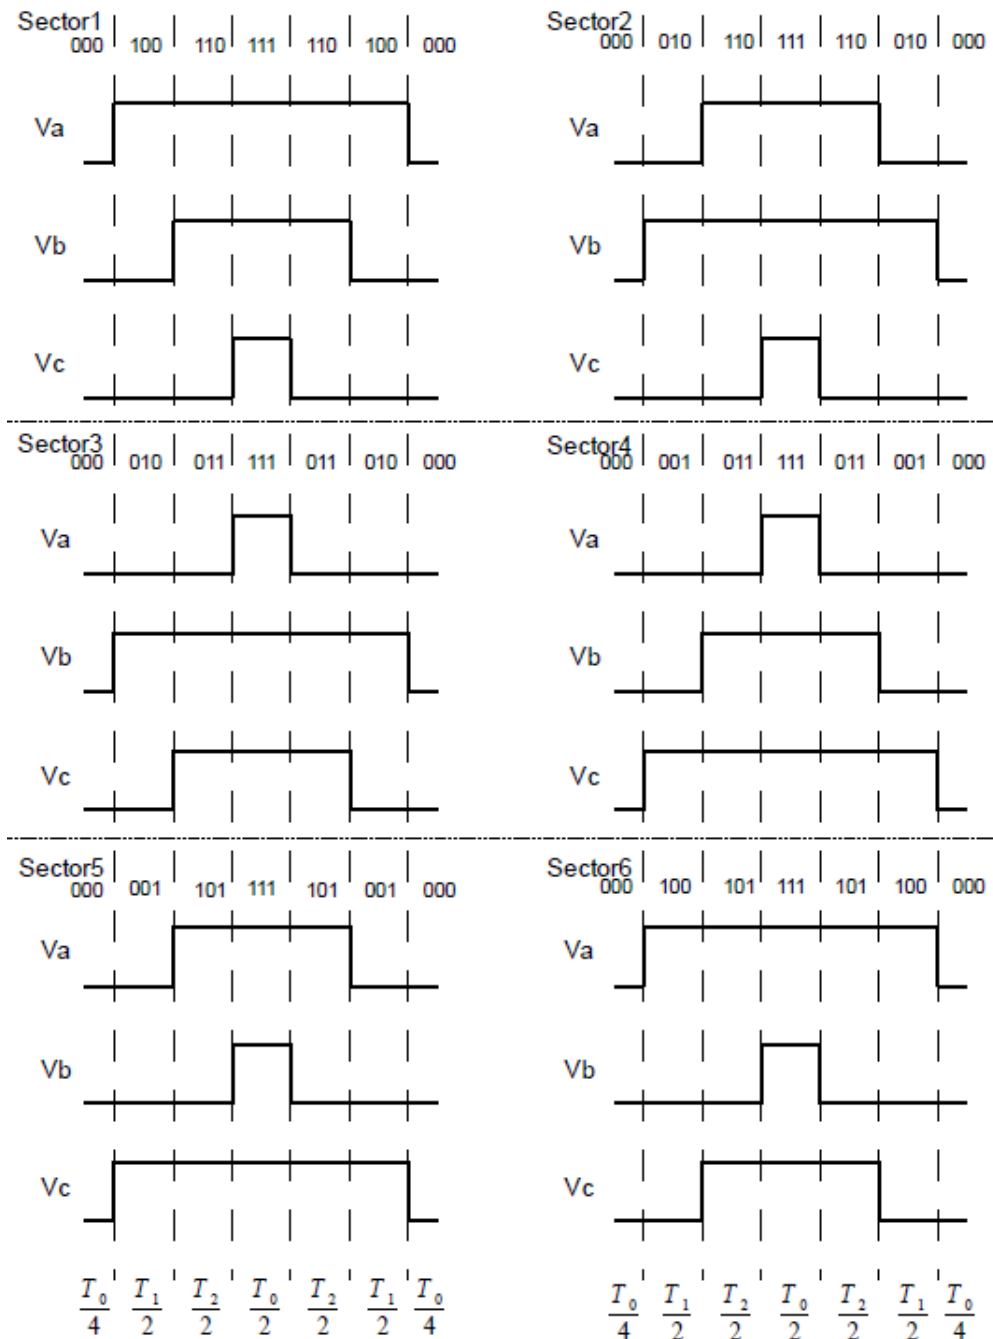 Sector1
000 100 110 111 110 100 000
Va
Vb
Vc
Sector2
000 010 110 111 110 010 000
Va
Vb
Vc
Sector3
000 010 011 111 011 010 000
Va
Vb
Vc
Sector4
000 001 011 111 011 001 000
Va
Vb
Vc
Sector5
000 001 101 111 101 001 000
Va
Vb
Vc
Sector6
000 100 101 111 101 100 000
Va
Vb
Vc
T₀/4 T₁/2 T₂/2 T₀/2 T₂/2 T₁/2 T₀/4
T₀/4 T₁/2 T₂/2 T₀/2 T₂/2 T₁/2 T₀/4